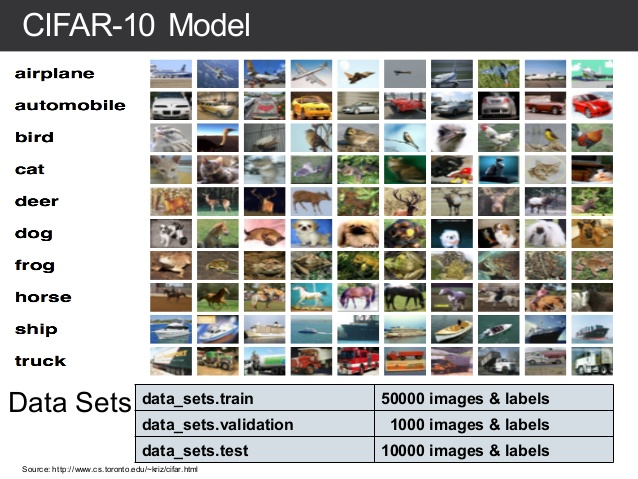 CIFAR-10 Model
airplane
automobile
bird
cat
deer
dog
frog
horse
ship
truck
Data Sets
data_sets.train 50000 images & labels
data_sets.validation 1000 images & labels
data_sets.test 10000 images & labels
Source: http://www.cs.toronto.edu/~kriz/cifar.html